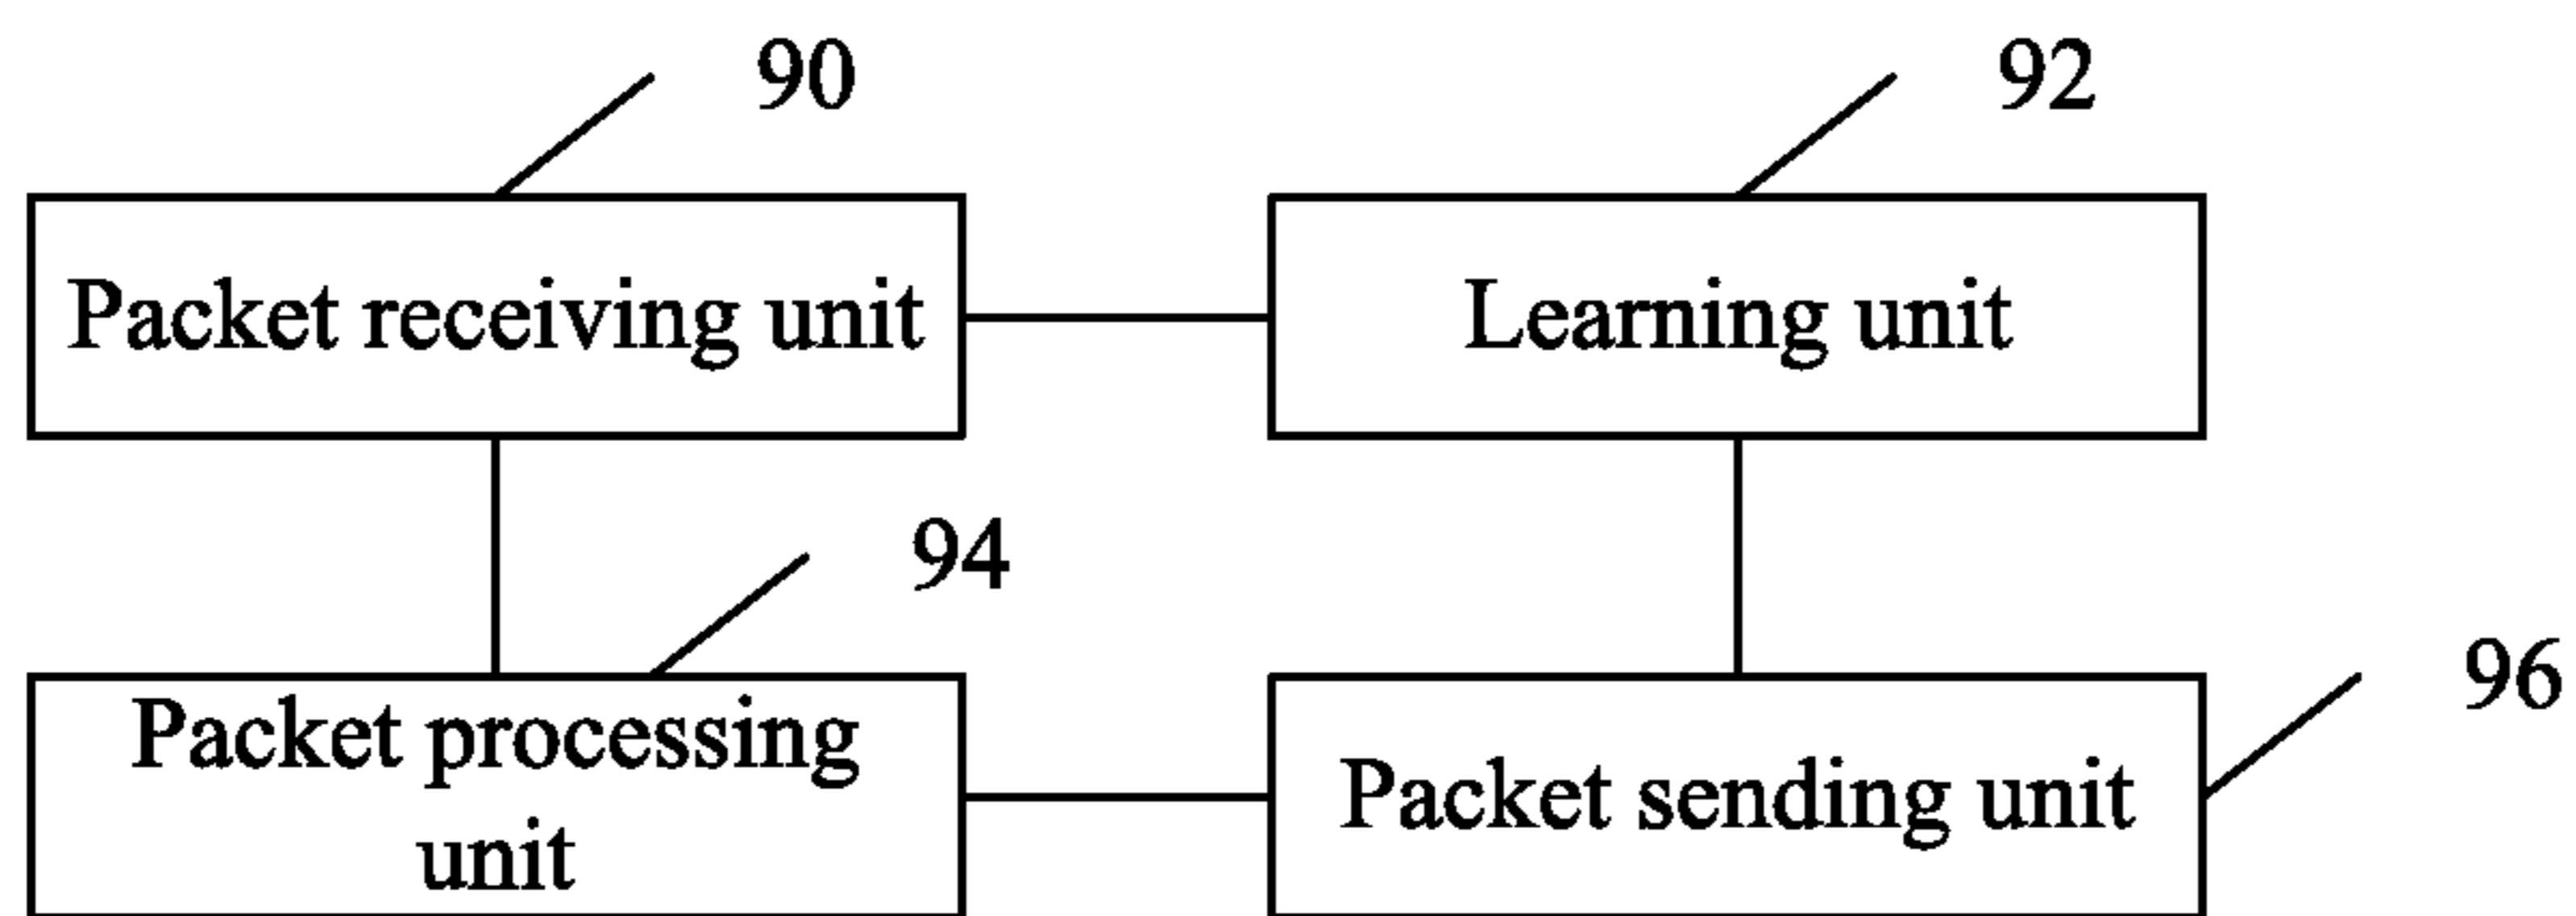 90
92
Packet receiving unit
Learning unit
94
96
Packet processing
unit
Packet sending unit